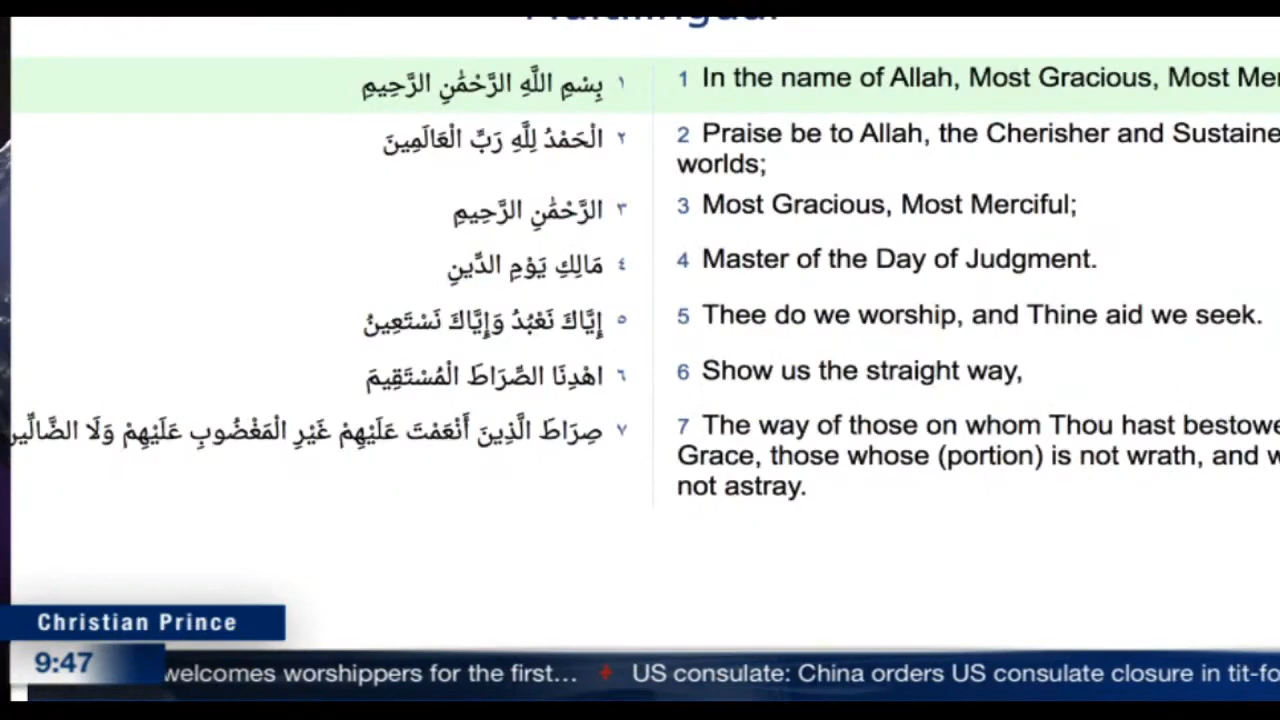 ١ بِسْمِ اللَّهِ الرَّحْمَٰنِ الرَّحِيمِ
1 In the name of Allah, Most Gracious, Most Mer
٢ الْحَمْدُ لِلَّهِ رَبِّ الْعَالَمِينَ
2 Praise be to Allah, the Cherisher and Sustaine
worlds;
٣ الرَّحْمَٰنِ الرَّحِيمِ
3 Most Gracious, Most Merciful;
٤ مَالِكِ يَوْمِ الدِّينِ
4 Master of the Day of Judgment.
٥ إِيَّاكَ نَعْبُدُ وَإِيَّاكَ نَسْتَعِينُ
5 Thee do we worship, and Thine aid we seek.
٦ اهْدِنَا الصِّرَاطَ الْمُسْتَقِيمَ
6 Show us the straight way,
٧ صِرَاطَ الَّذِينَ أَنْعَمْتَ عَلَيْهِمْ غَيْرِ الْمَغْضُوبِ عَلَيْهِمْ وَلَا الضَّالِّين
7 The way of those on whom Thou hast bestowe
Grace, those whose (portion) is not wrath, and w
not astray.
Christian Prince
9:47
welcomes worshippers for the first... + US consulate: China orders US consulate closure in tit-fo